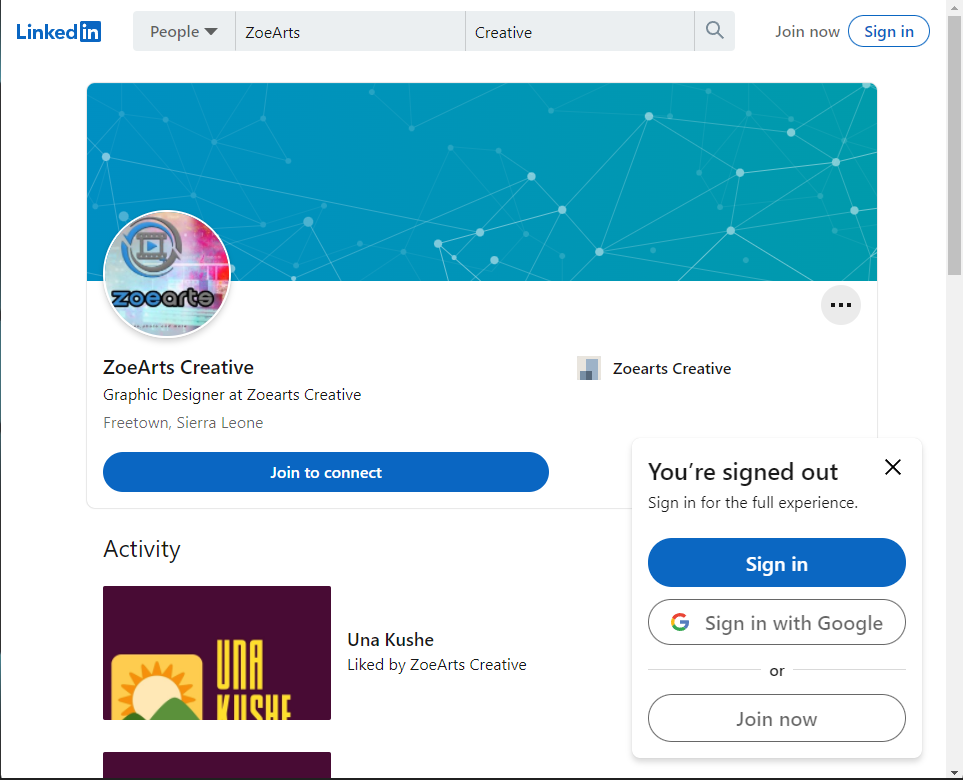 LinkedIn
People
ZoeArts
Creative
Join now
Sign in
zoearts
ZoeArts Creative
Graphic Designer at Zoearts Creative
Freetown, Sierra Leone
Zoearts Creative
Join to connect
You’re signed out
Sign in for the full experience.
Sign in
Sign in with Google
or
Join now
Activity
UNA
KUSHE
Una Kushe
Liked by ZoeArts Creative